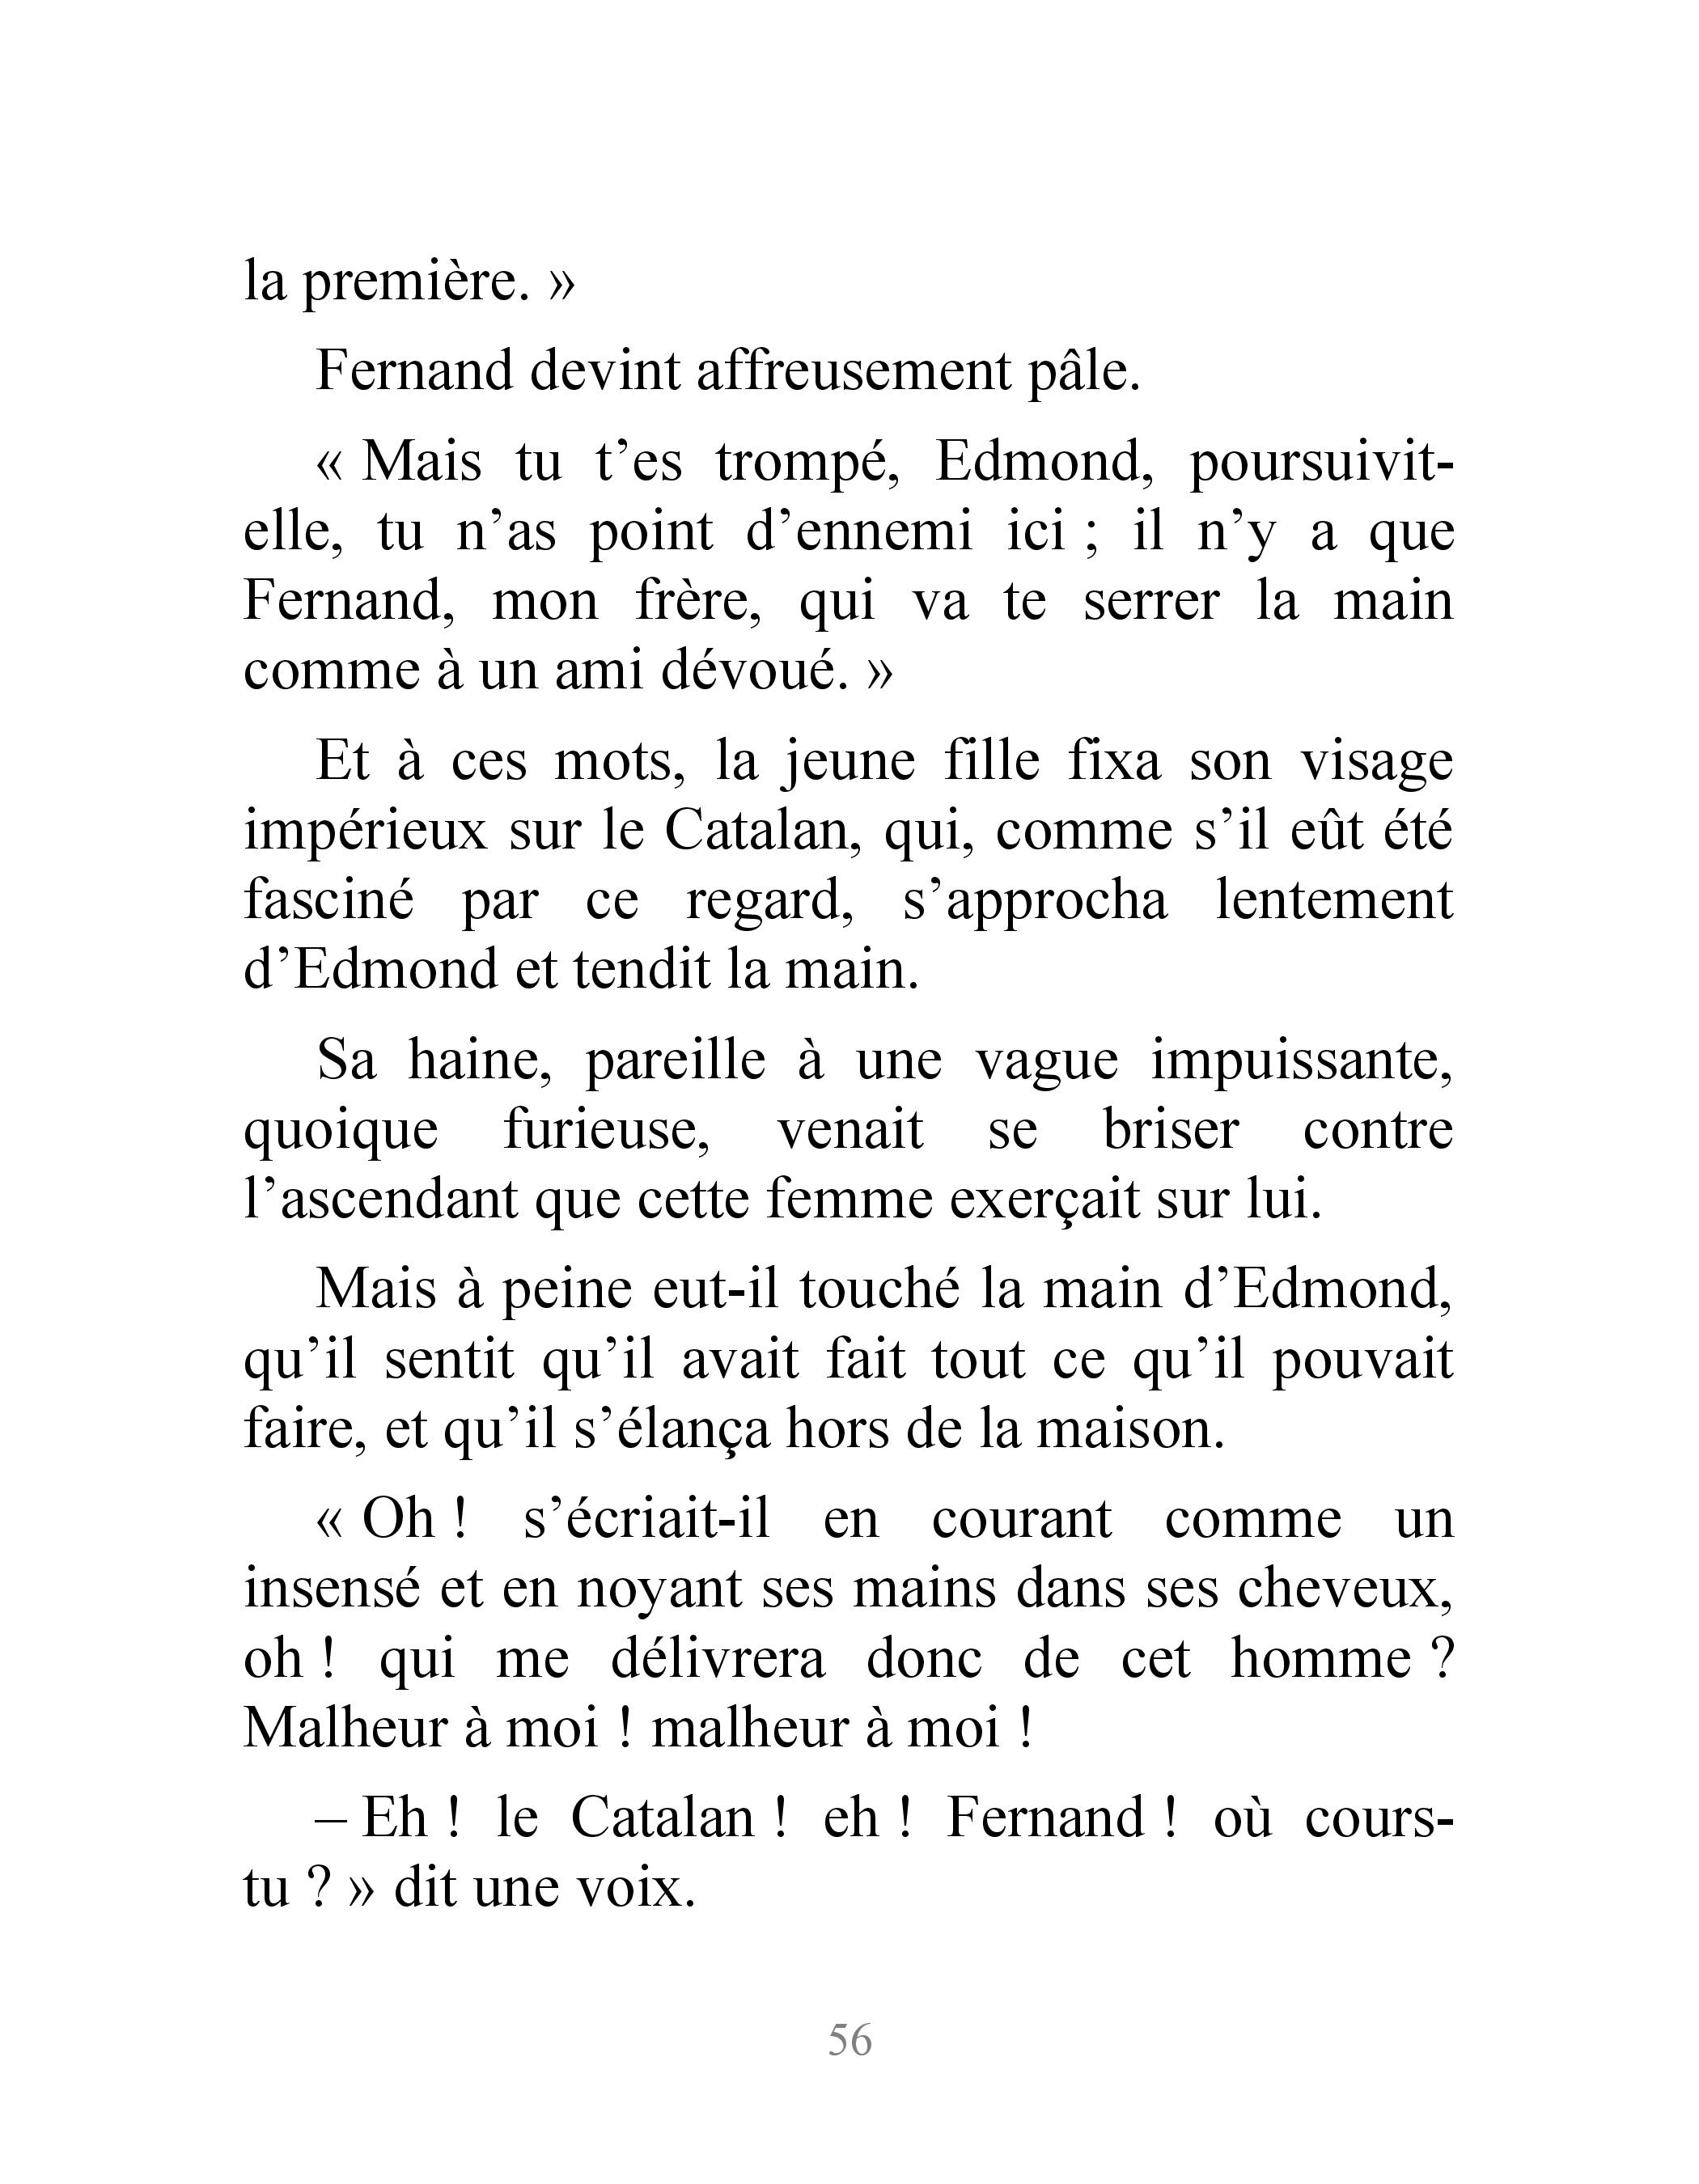 la première. »
Fernand devint affreusement pâle.
« Mais tu t’es trompé, Edmond, poursuivit-
elle, tu n’as point d’ennemi ici ; il n’y a que
Fernand, mon frère, qui va te serrer la main
comme à un ami dévoué. »
Et à ces mots, la jeune fille fixa son visage
impérieux sur le Catalan, qui, comme s’il eût été
fasciné par ce regard, s’approcha lentement
d’Edmond et tendit la main.
Sa haine, pareille à une vague impuissante,
quoique furieuse, venait se briser contre
l’ascendant que cette femme exerçait sur lui.
Mais à peine eut-il touché la main d’Edmond,
qu’il sentit qu’il avait fait tout ce qu’il pouvait
faire, et qu’il s’élança hors de la maison.
« Oh ! s’écriait-il en courant comme un
insensé et en noyant ses mains dans ses cheveux,
oh ! qui me délivrera donc de cet homme ?
Malheur à moi ! malheur à moi !
– Eh ! le Catalan ! eh ! Fernand ! où cours-
tu ? » dit une voix.
56